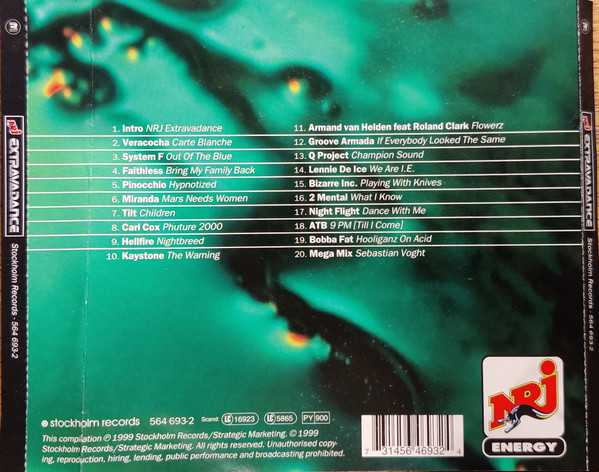 1. Intro NRJ Extravadance
2. Veracocha Carte Blanche
3. System F Out Of The Blue
4. Faithless Bring My Family Back
5. Pinocchio Hypnotized
6. Miranda Mars Needs Women
7. Tilt Children
8. Carl Cox Phuture 2000
9. Hellfire Nightbreed
10. Kaystone The Warning
11. Armand van Helden feat Roland Clark Flowerz
12. Groove Armada If Everybody Looked The Same
13. Q Project Champion Sound
14. Lennie De Ice We Are I.E.
15. Bizarre Inc. Playing With Knives
16. 2 Mental What I Know
17. Night Flight Dance With Me
18. ATB 9 PM [Till I Come]
19. Bobba Fat Hooliganz On Acid
20. Mega Mix Sebastian Voght
NRJ EXTRAVADANCE Stockholm Records - 564 693-2
NRJ EXTRAVADANCE Stockholm Records - 564 693-2
NRJ
ENERGY
stockholm records 564 693-2 Scand: LC 16923 LC 5865 PY 900
This compilation ℗ 1999 Stockholm Records/Strategic Marketing. © 1999
Stockholm Records/Strategic Marketing. All rights reserved. Unauthorised copy-
ing, reproduction, hiring, lending, public performance and broadcasting prohibited.
7 31456 46932 4